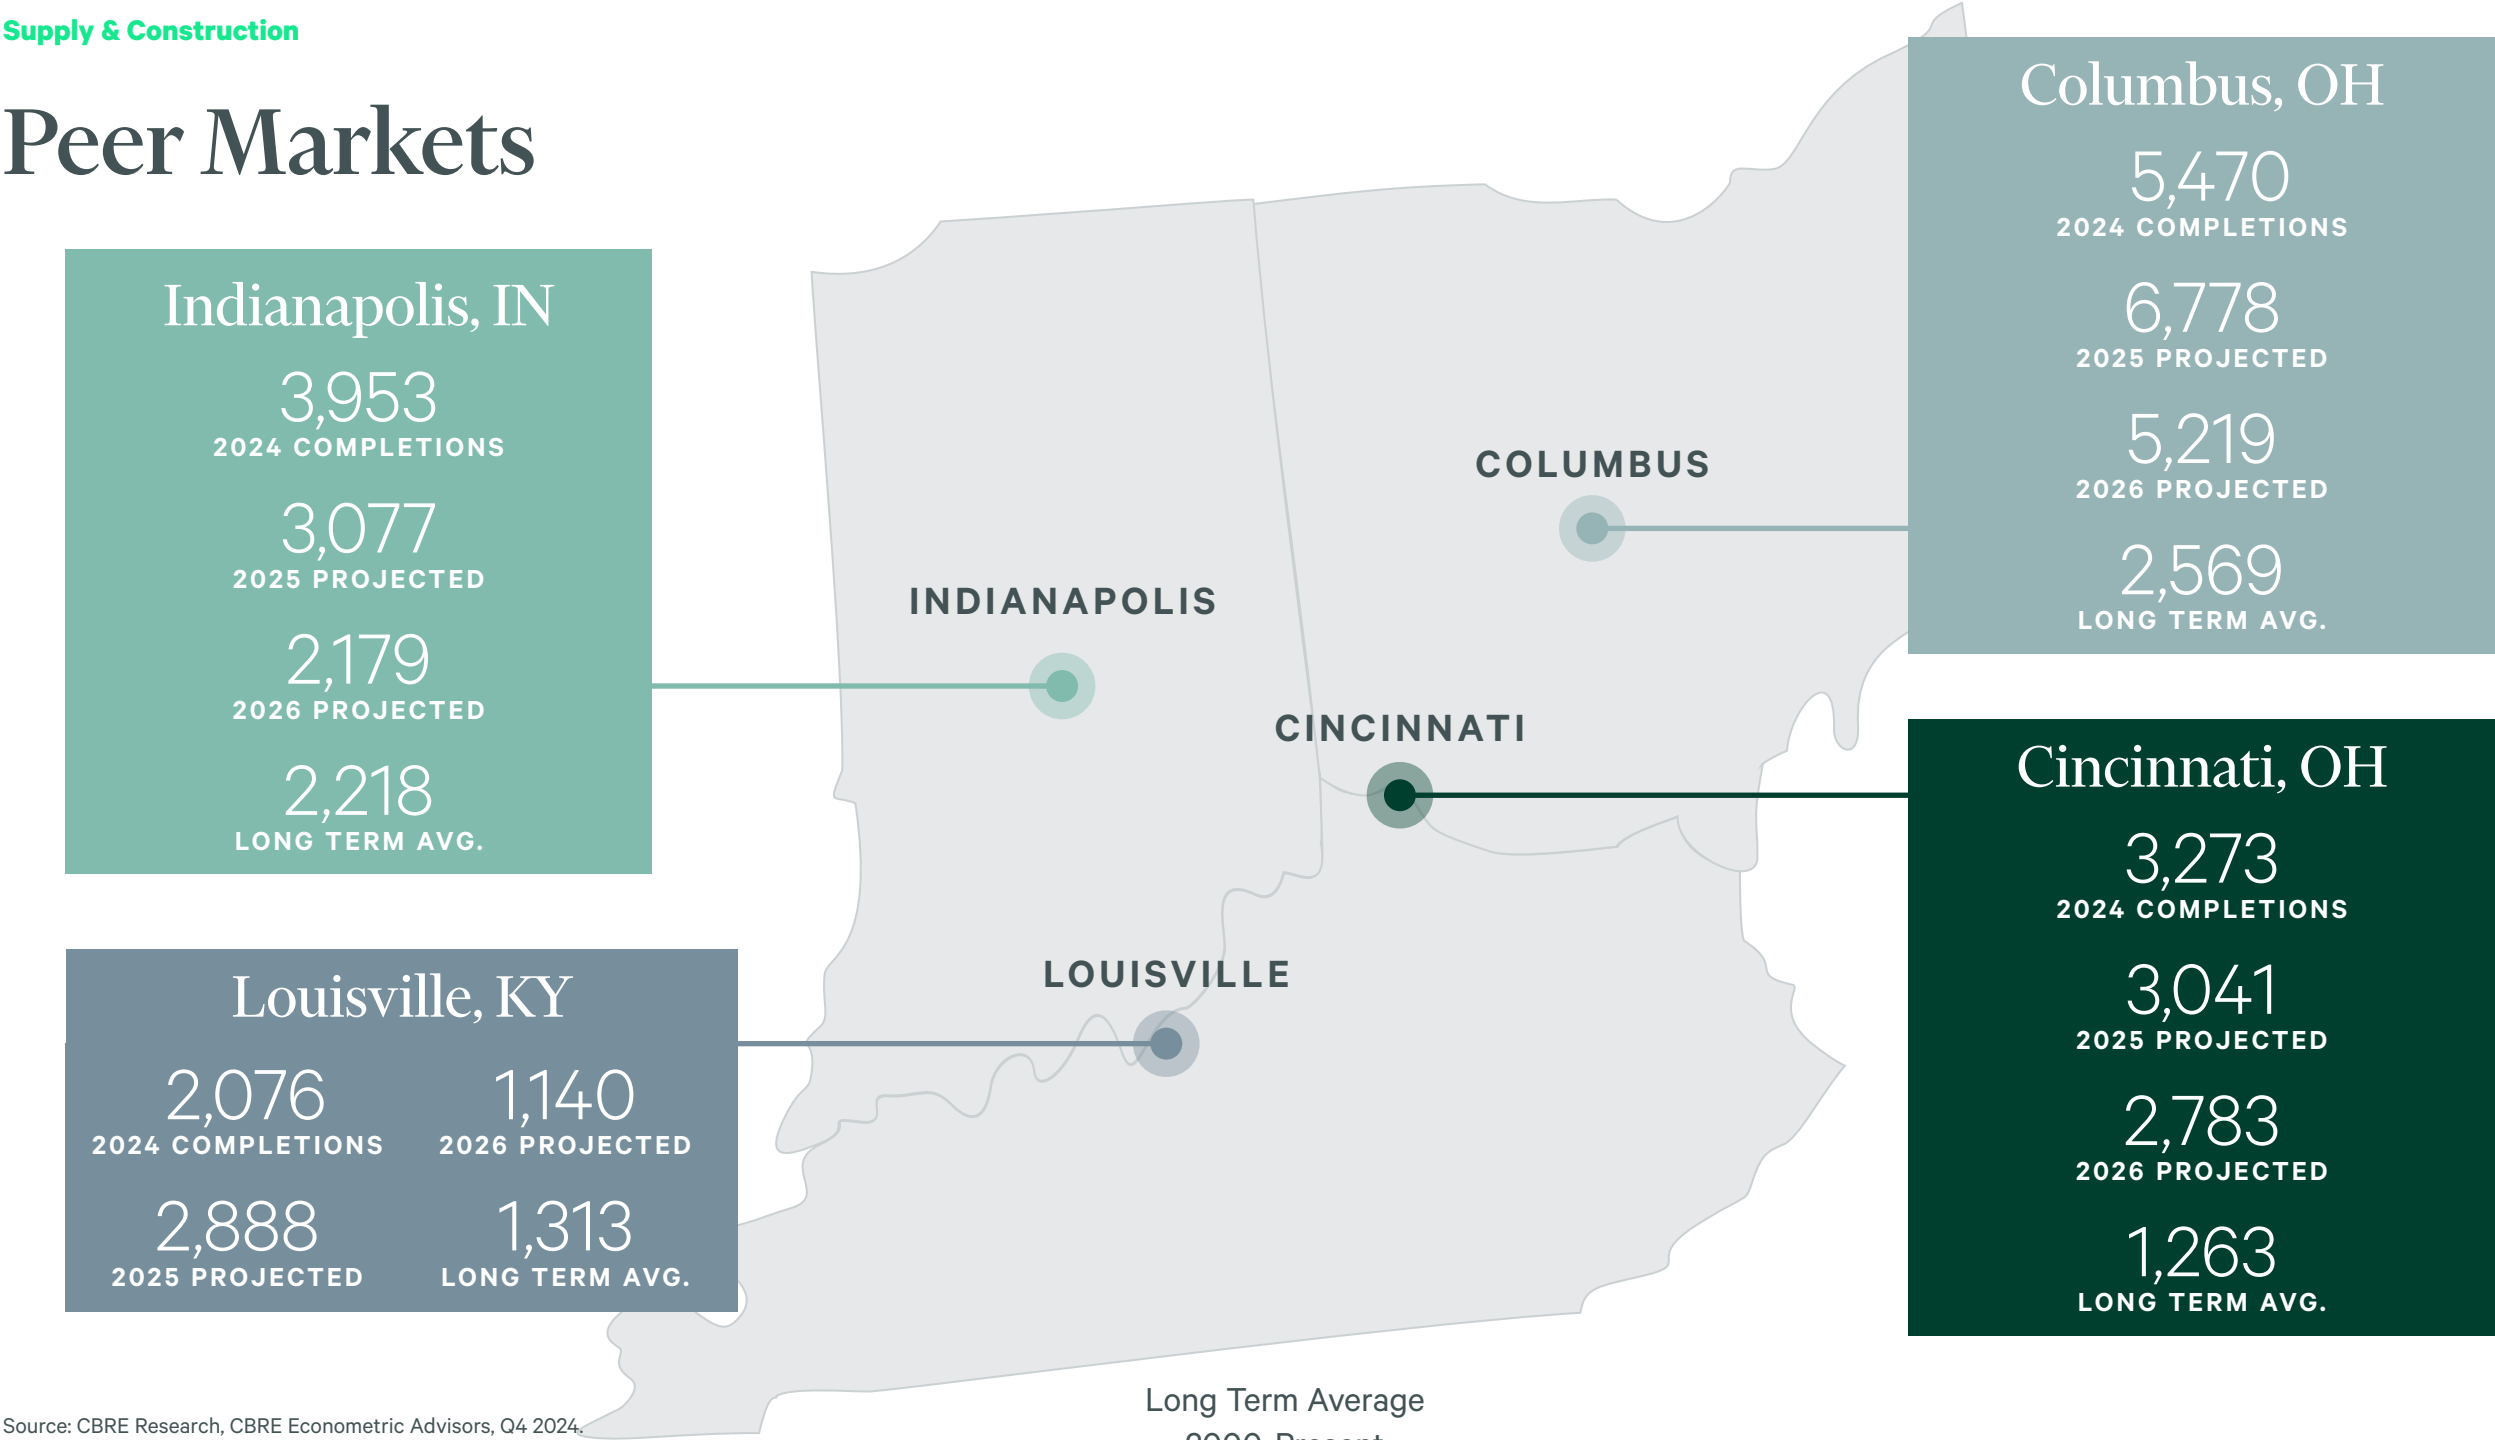 Supply & Construction
Peer Markets
Indianapolis, IN
3,953
2024 COMPLETIONS
3,077
2025 PROJECTED
2,179
2026 PROJECTED
2,218
LONG TERM AVG.
Louisville, KY
2,076
2024 COMPLETIONS
2,888
2025 PROJECTED
1,140
2026 PROJECTED
1,313
LONG TERM AVG.
COLUMBUS
INDIANAPOLIS
CINCINNATI
LOUISVILLE
Columbus, OH
5,470
2024 COMPLETIONS
6,778
2025 PROJECTED
5,219
2026 PROJECTED
2,569
LONG TERM AVG.
Cincinnati, OH
3,273
2024 COMPLETIONS
3,041
2025 PROJECTED
2,783
2026 PROJECTED
1,263
LONG TERM AVG.
Long Term Average
2000-Present
Source: CBRE Research, CBRE Econometric Advisors, Q4 2024.